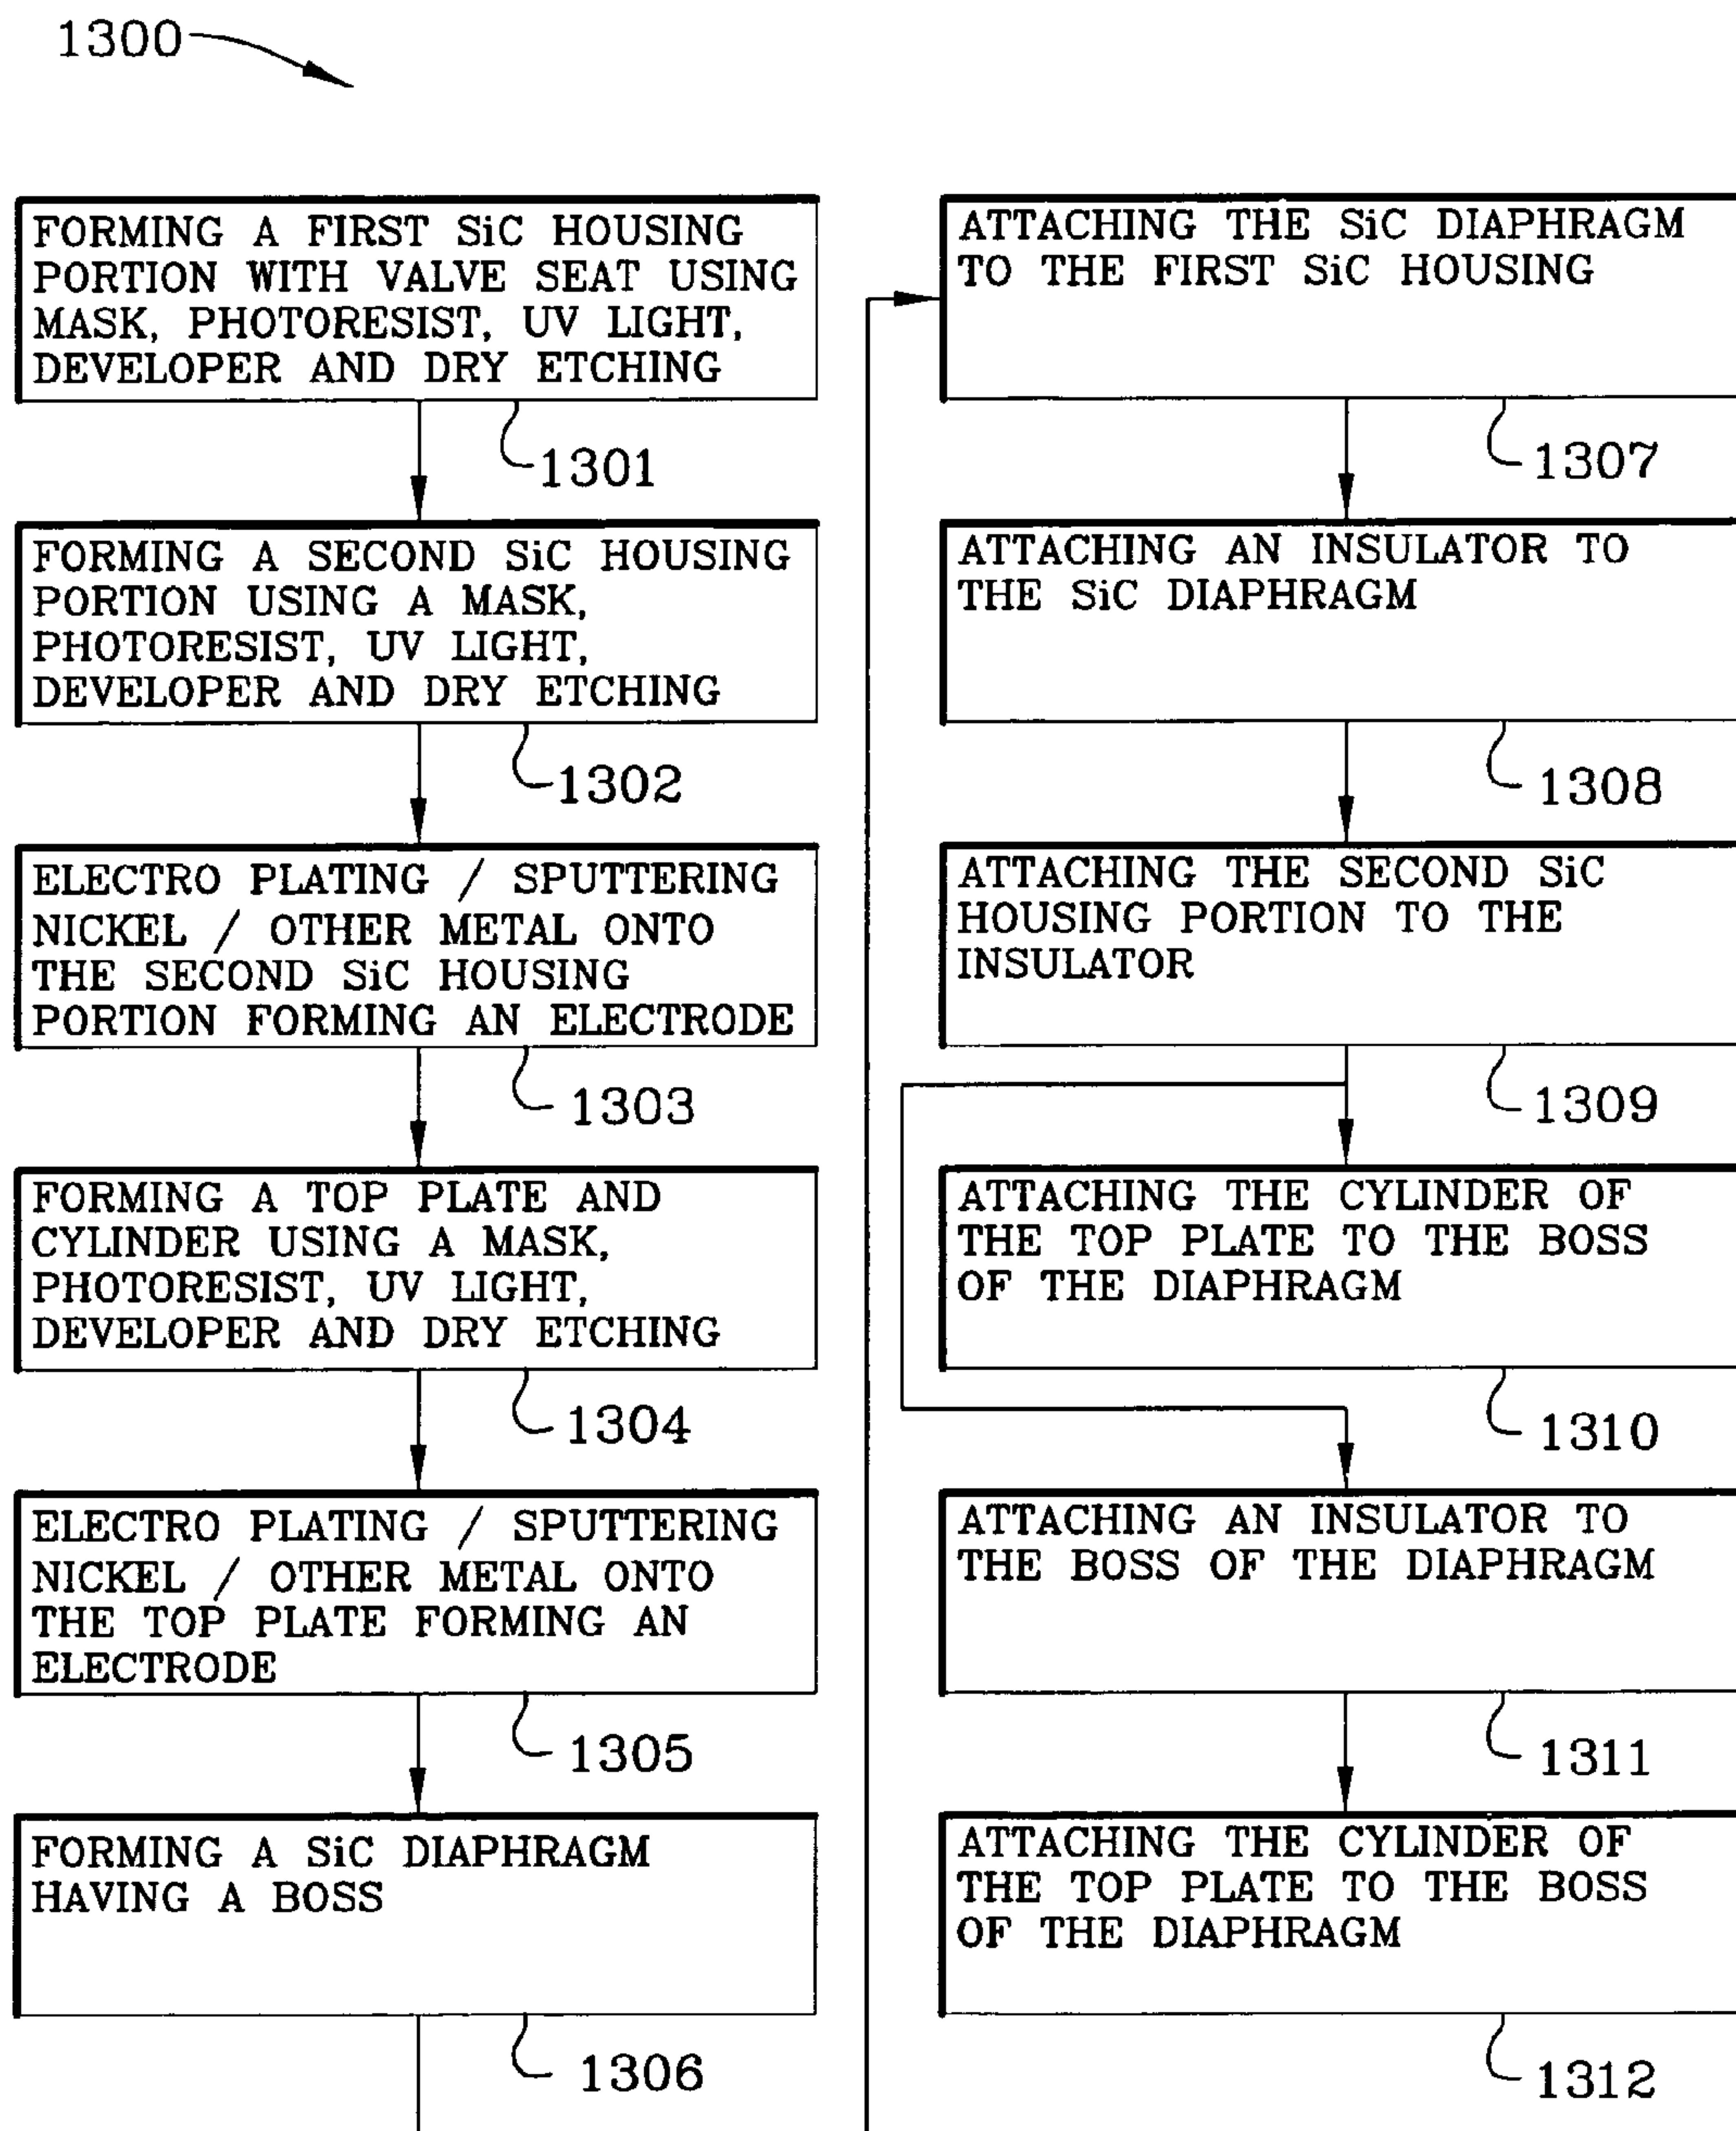 1300
FORMING A FIRST SiC HOUSING
PORTION WITH VALVE SEAT USING
MASK, PHOTORESIST, UV LIGHT,
DEVELOPER AND DRY ETCHING
1301
FORMING A SECOND SiC HOUSING
PORTION USING A MASK,
PHOTORESIST, UV LIGHT,
DEVELOPER AND DRY ETCHING
1302
ELECTRO PLATING / SPUTTERING
NICKEL / OTHER METAL ONTO
THE SECOND SiC HOUSING
PORTION FORMING AN ELECTRODE
1303
FORMING A TOP PLATE AND
CYLINDER USING A MASK,
PHOTORESIST, UV LIGHT,
DEVELOPER AND DRY ETCHING
1304
ELECTRO PLATING / SPUTTERING
NICKEL / OTHER METAL ONTO
THE TOP PLATE FORMING AN
ELECTRODE
1305
FORMING A SiC DIAPHRAGM
HAVING A BOSS
1306
ATTACHING THE SiC DIAPHRAGM
TO THE FIRST SiC HOUSING
1307
ATTACHING AN INSULATOR TO
THE SiC DIAPHRAGM
1308
ATTACHING THE SECOND SiC
HOUSING PORTION TO THE
INSULATOR
1309
ATTACHING THE CYLINDER OF
THE TOP PLATE TO THE BOSS
OF THE DIAPHRAGM
1310
ATTACHING AN INSULATOR TO
THE BOSS OF THE DIAPHRAGM
1311
ATTACHING THE CYLINDER OF
THE TOP PLATE TO THE BOSS
OF THE DIAPHRAGM
1312